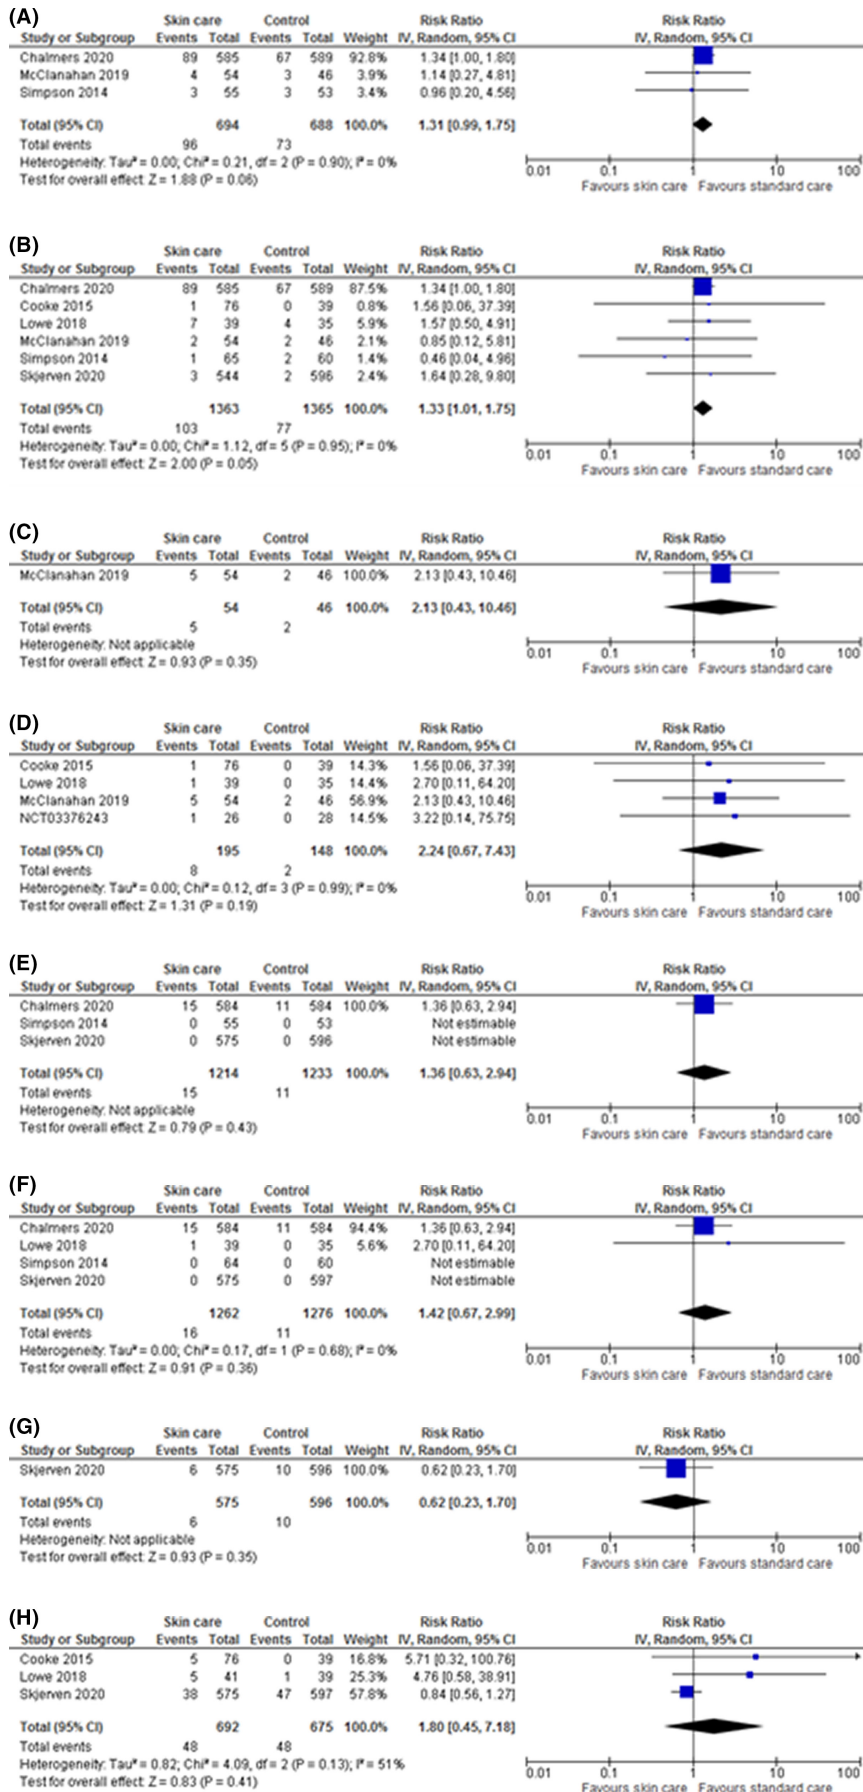 (A)
Skin care Control Risk Ratio Risk Ratio
Study or Subgroup Events Total Events Total Weight IV, Random, 95% CI IV, Random, 95% CI
Chalmers 2020 89 585 67 589 92.8% 1.34 [1.00, 1.80]
McClanahan 2019 4 54 3 46 3.9% 1.14 [0.27, 4.81]
Simpson 2014 3 55 3 53 3.4% 0.96 [0.20, 4.56]
Total (95% CI) 694 688 100.0% 1.31 [0.99, 1.75]
Total events 96 73
Heterogeneity: Tau² = 0.00; Chi² = 0.21, df = 2 (P = 0.90); I² = 0%
Test for overall effect: Z = 1.88 (P = 0.06)
0.01 0.1 1 10 100
Favours skin care Favours standard care
(B)
Skin care Control Risk Ratio Risk Ratio
Study or Subgroup Events Total Events Total Weight IV, Random, 95% CI IV, Random, 95% CI
Chalmers 2020 89 585 67 589 87.5% 1.34 [1.00, 1.80]
Cooke 2015 1 76 0 39 0.8% 1.56 [0.06, 37.39]
Lowe 2018 7 39 4 35 5.9% 1.57 [0.50, 4.91]
McClanahan 2019 2 54 2 46 2.1% 0.85 [0.12, 5.81]
Simpson 2014 1 65 2 60 1.4% 0.46 [0.04, 4.96]
Skjerven 2020 3 544 2 596 2.4% 1.64 [0.28, 9.80]
Total (95% CI) 1363 1365 100.0% 1.33 [1.01, 1.75]
Total events 103 77
Heterogeneity: Tau² = 0.00; Chi² = 1.12, df = 5 (P = 0.95); I² = 0%
Test for overall effect: Z = 2.00 (P = 0.05)
0.01 0.1 1 10 100
Favours skin care Favours standard care
(C)
Skin care Control Risk Ratio Risk Ratio
Study or Subgroup Events Total Events Total Weight IV, Random, 95% CI IV, Random, 95% CI
McClanahan 2019 5 54 2 46 100.0% 2.13 [0.43, 10.46]
Total (95% CI) 54 46 100.0% 2.13 [0.43, 10.46]
Total events 5 2
Heterogeneity: Not applicable
Test for overall effect: Z = 0.93 (P = 0.35)
0.01 0.1 1 10 100
Favours skin care Favours standard care
(D)
Skin care Control Risk Ratio Risk Ratio
Study or Subgroup Events Total Events Total Weight IV, Random, 95% CI IV, Random, 95% CI
Cooke 2015 1 76 0 39 14.3% 1.56 [0.06, 37.39]
Lowe 2018 1 39 0 35 14.4% 2.70 [0.11, 64.20]
McClanahan 2019 5 54 2 46 56.9% 2.13 [0.43, 10.46]
NCT03376243 1 26 0 28 14.5% 3.22 [0.14, 75.75]
Total (95% CI) 195 148 100.0% 2.24 [0.67, 7.43]
Total events 8 2
Heterogeneity: Tau² = 0.00; Chi² = 0.12, df = 3 (P = 0.99); I² = 0%
Test for overall effect: Z = 1.31 (P = 0.19)
0.01 0.1 1 10 100
Favours skin care Favours standard care
(E)
Skin care Control Risk Ratio Risk Ratio
Study or Subgroup Events Total Events Total Weight IV, Random, 95% CI IV, Random, 95% CI
Chalmers 2020 15 584 11 584 100.0% 1.36 [0.63, 2.94]
Simpson 2014 0 55 0 53 Not estimable
Skjerven 2020 0 575 0 596 Not estimable
Total (95% CI) 1214 1233 100.0% 1.36 [0.63, 2.94]
Total events 15 11
Heterogeneity: Not applicable
Test for overall effect: Z = 0.79 (P = 0.43)
0.01 0.1 1 10 100
Favours skin care Favours standard care
(F)
Skin care Control Risk Ratio Risk Ratio
Study or Subgroup Events Total Events Total Weight IV, Random, 95% CI IV, Random, 95% CI
Chalmers 2020 15 584 11 584 94.4% 1.36 [0.63, 2.94]
Lowe 2018 1 39 0 35 5.6% 2.70 [0.11, 64.20]
Simpson 2014 0 64 0 60 Not estimable
Skjerven 2020 0 575 0 597 Not estimable
Total (95% CI) 1262 1276 100.0% 1.42 [0.67, 2.99]
Total events 16 11
Heterogeneity: Tau² = 0.00; Chi² = 0.17, df = 1 (P = 0.68); I² = 0%
Test for overall effect: Z = 0.91 (P = 0.36)
0.01 0.1 1 10 100
Favours skin care Favours standard care
(G)
Skin care Control Risk Ratio Risk Ratio
Study or Subgroup Events Total Events Total Weight IV, Random, 95% CI IV, Random, 95% CI
Skjerven 2020 6 575 10 596 100.0% 0.62 [0.23, 1.70]
Total (95% CI) 575 596 100.0% 0.62 [0.23, 1.70]
Total events 6 10
Heterogeneity: Not applicable
Test for overall effect: Z = 0.93 (P = 0.35)
0.01 0.1 1 10 100
Favours skin care Favours standard care
(H)
Skin care Control Risk Ratio Risk Ratio
Study or Subgroup Events Total Events Total Weight IV, Random, 95% CI IV, Random, 95% CI
Cooke 2015 5 76 0 39 16.8% 5.71 [0.32, 100.76]
Lowe 2018 5 41 1 39 25.3% 4.76 [0.58, 38.91]
Skjerven 2020 38 575 47 597 57.8% 0.84 [0.56, 1.27]
Total (95% CI) 692 675 100.0% 1.80 [0.45, 7.18]
Total events 48 48
Heterogeneity: Tau² = 0.82; Chi² = 4.09, df = 2 (P = 0.13); I² = 51%
Test for overall effect: Z = 0.83 (P = 0.41)
0.01 0.1 1 10 100
Favours skin care Favours standard care